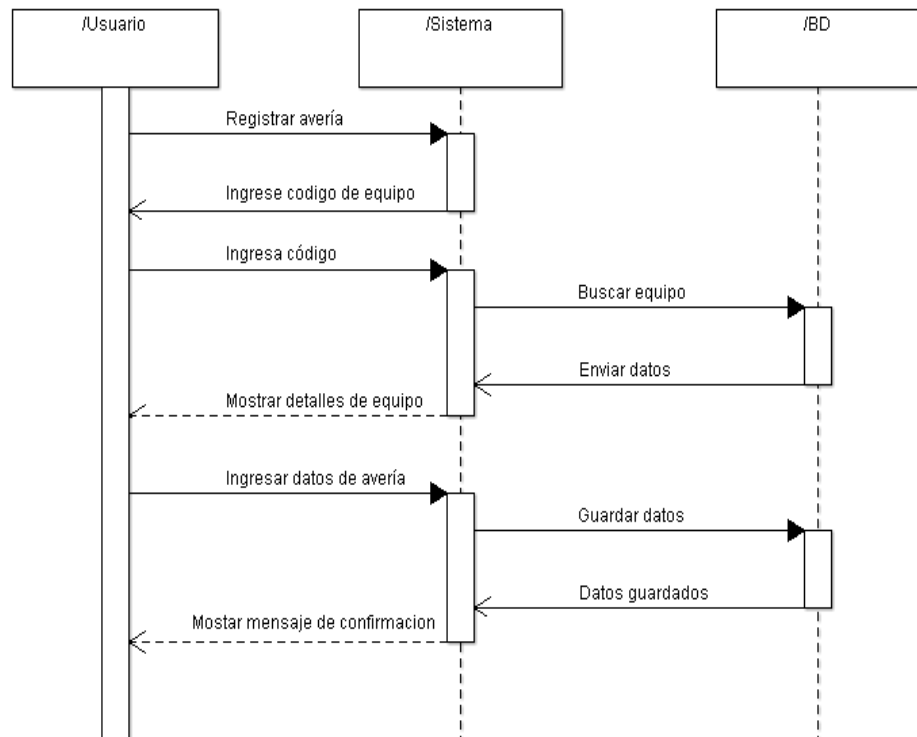 /Usuario
/Sistema
/BD
Registrar avería
Ingrese codigo de equipo
Ingresa código
Buscar equipo
Enviar datos
Mostrar detalles de equipo
Ingresar datos de avería
Guardar datos
Datos guardados
Mostar mensaje de confirmacion